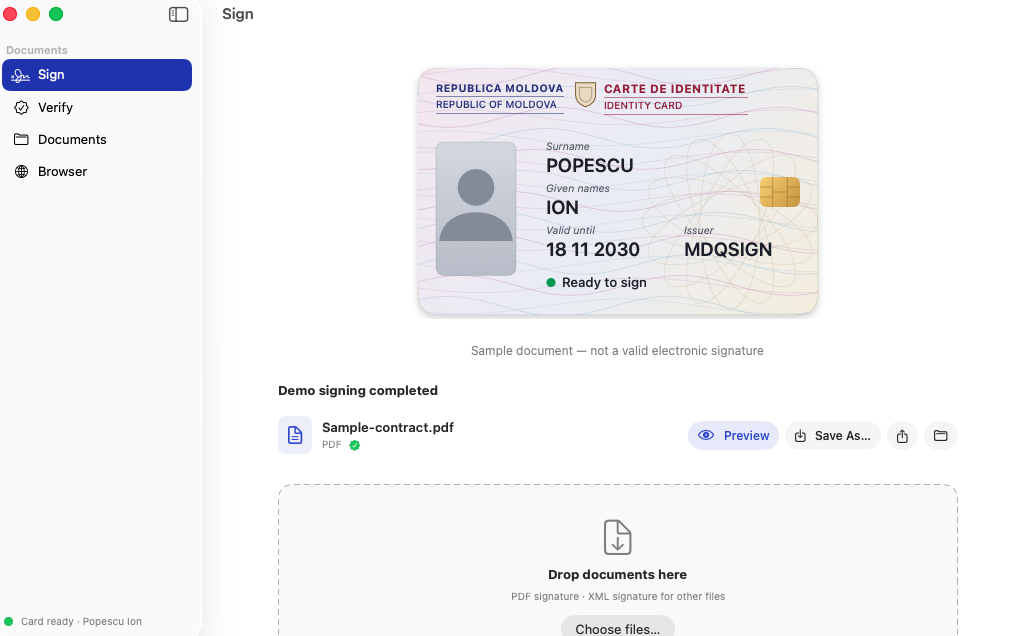 Sign
Documents
Sign
Verify
Documents
Browser
REPUBLICA MOLDOVA
REPUBLIC OF MOLDOVA
CARTE DE IDENTITATE
IDENTITY CARD
Surname
POPESCU
Given names
ION
Valid until
18 11 2030
Issuer
MDQSIGN
Ready to sign
Sample document — not a valid electronic signature
Demo signing completed
Sample-contract.pdf
PDF
Preview
Save As...
Drop documents here
PDF signature · XML signature for other files
Choose files...
Card ready · Popescu Ion